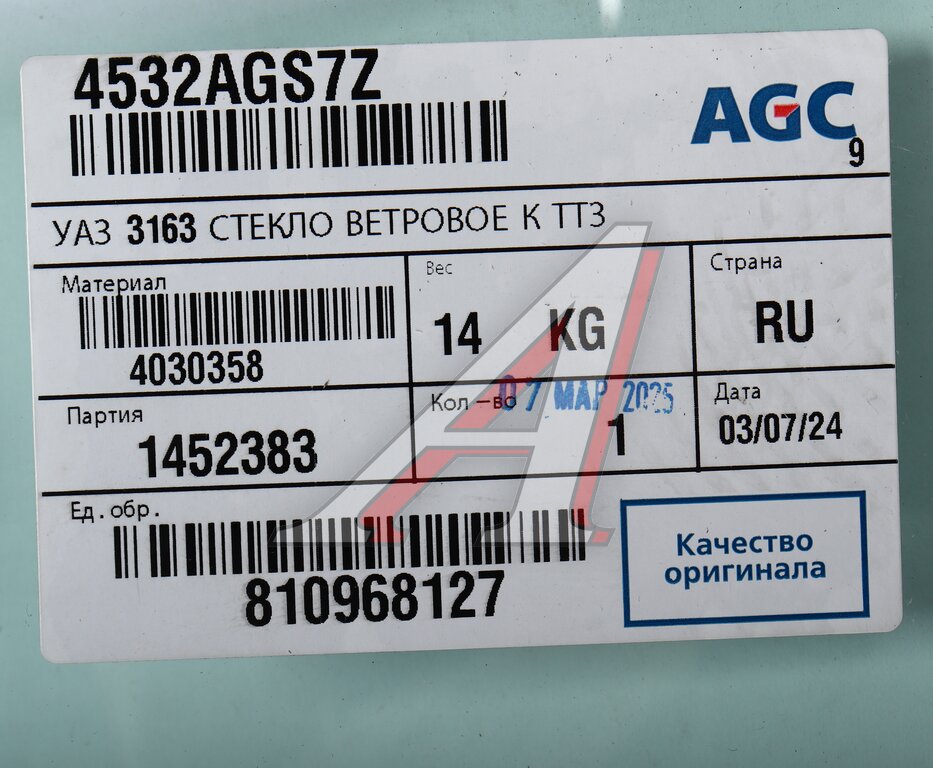 4532AGS7Z
AGC
9
УАЗ 3163 СТЕКЛО ВЕТРОВОЕ К ТТЗ
Материал
4030358
Вес
14 KG
Страна
RU
Партия
1452383
Кол-во
07 МАР 2025
1
Дата
03/07/24
Ед.обр.
810968127
Качество
оригинала